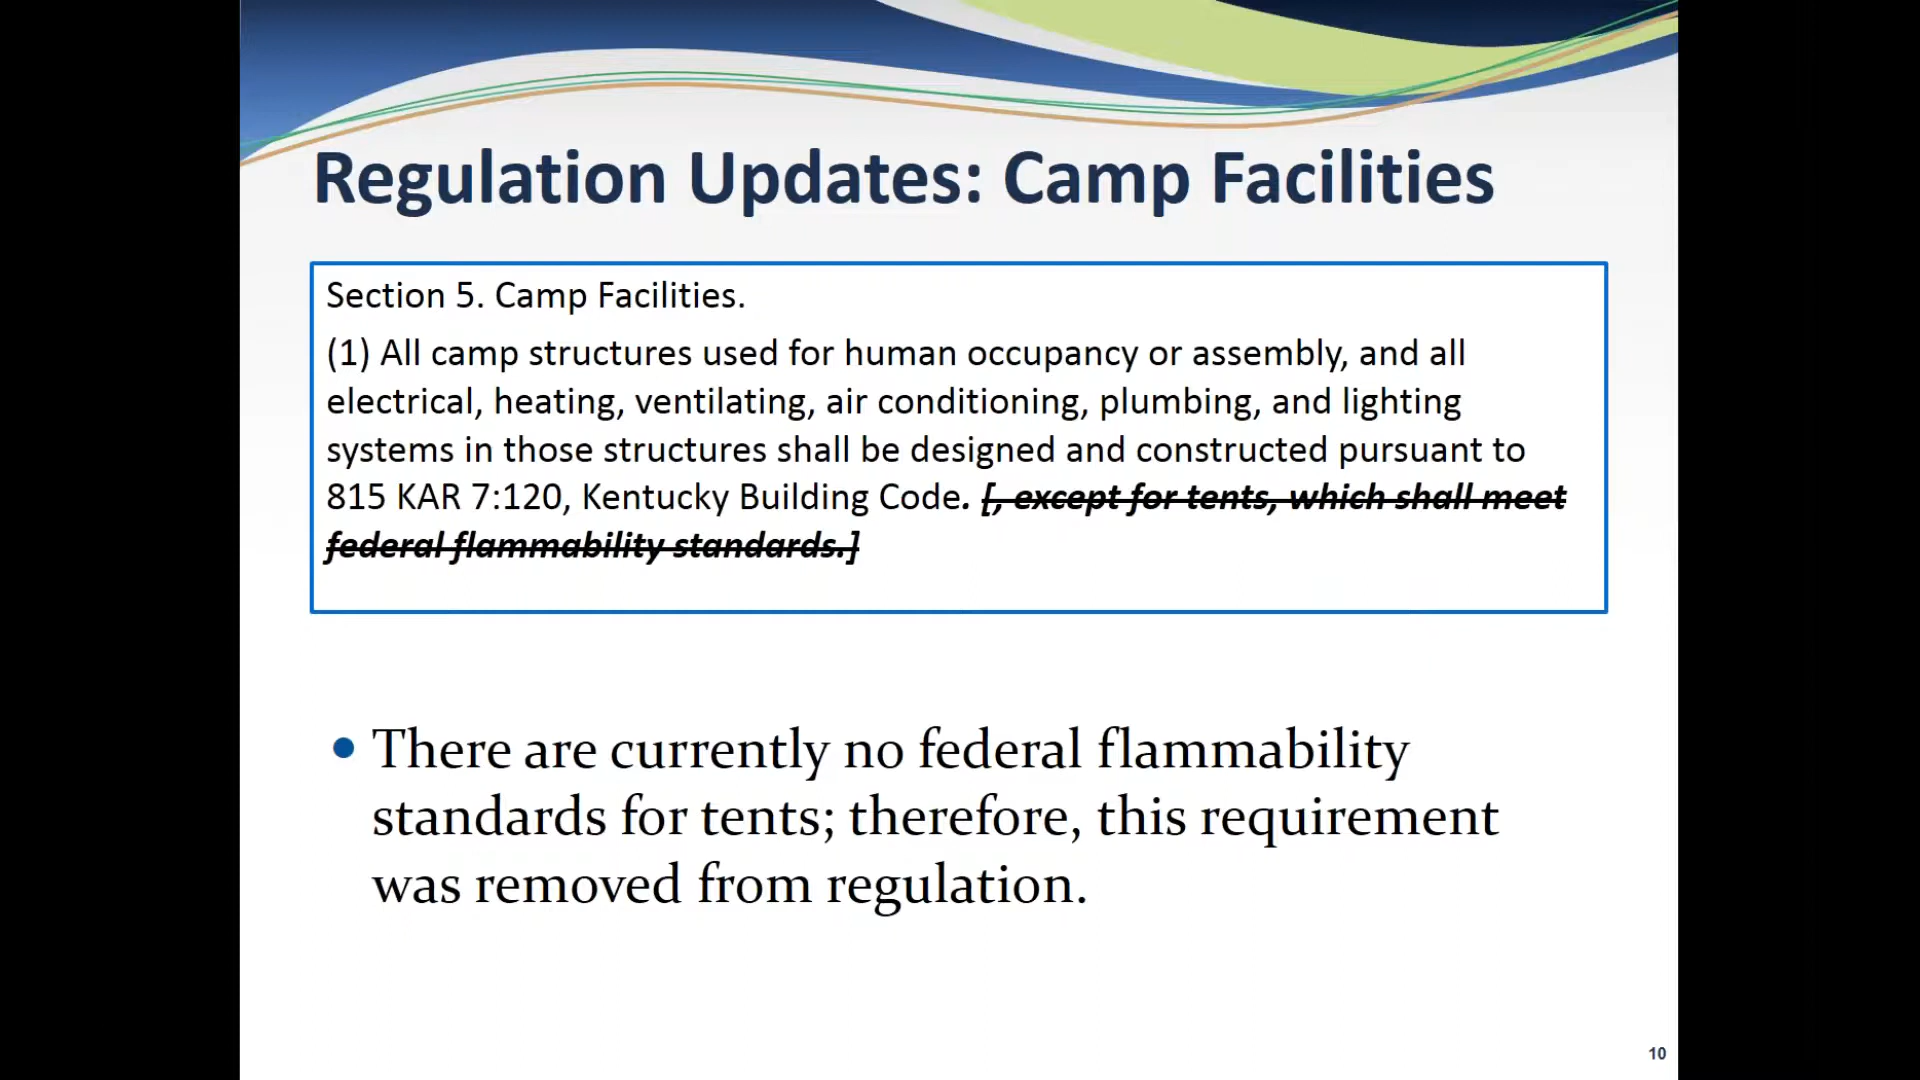 Regulation Updates: Camp Facilities
Section 5. Camp Facilities.
(1) All camp structures used for human occupancy or assembly, and all
electrical, heating, ventilating, air conditioning, plumbing, and lighting
systems in those structures shall be designed and constructed pursuant to
815 KAR 7:120, Kentucky Building Code. [, except for tents, which shall meet
federal flammability standards.]
• There are currently no federal flammability
standards for tents; therefore, this requirement
was removed from regulation.
10